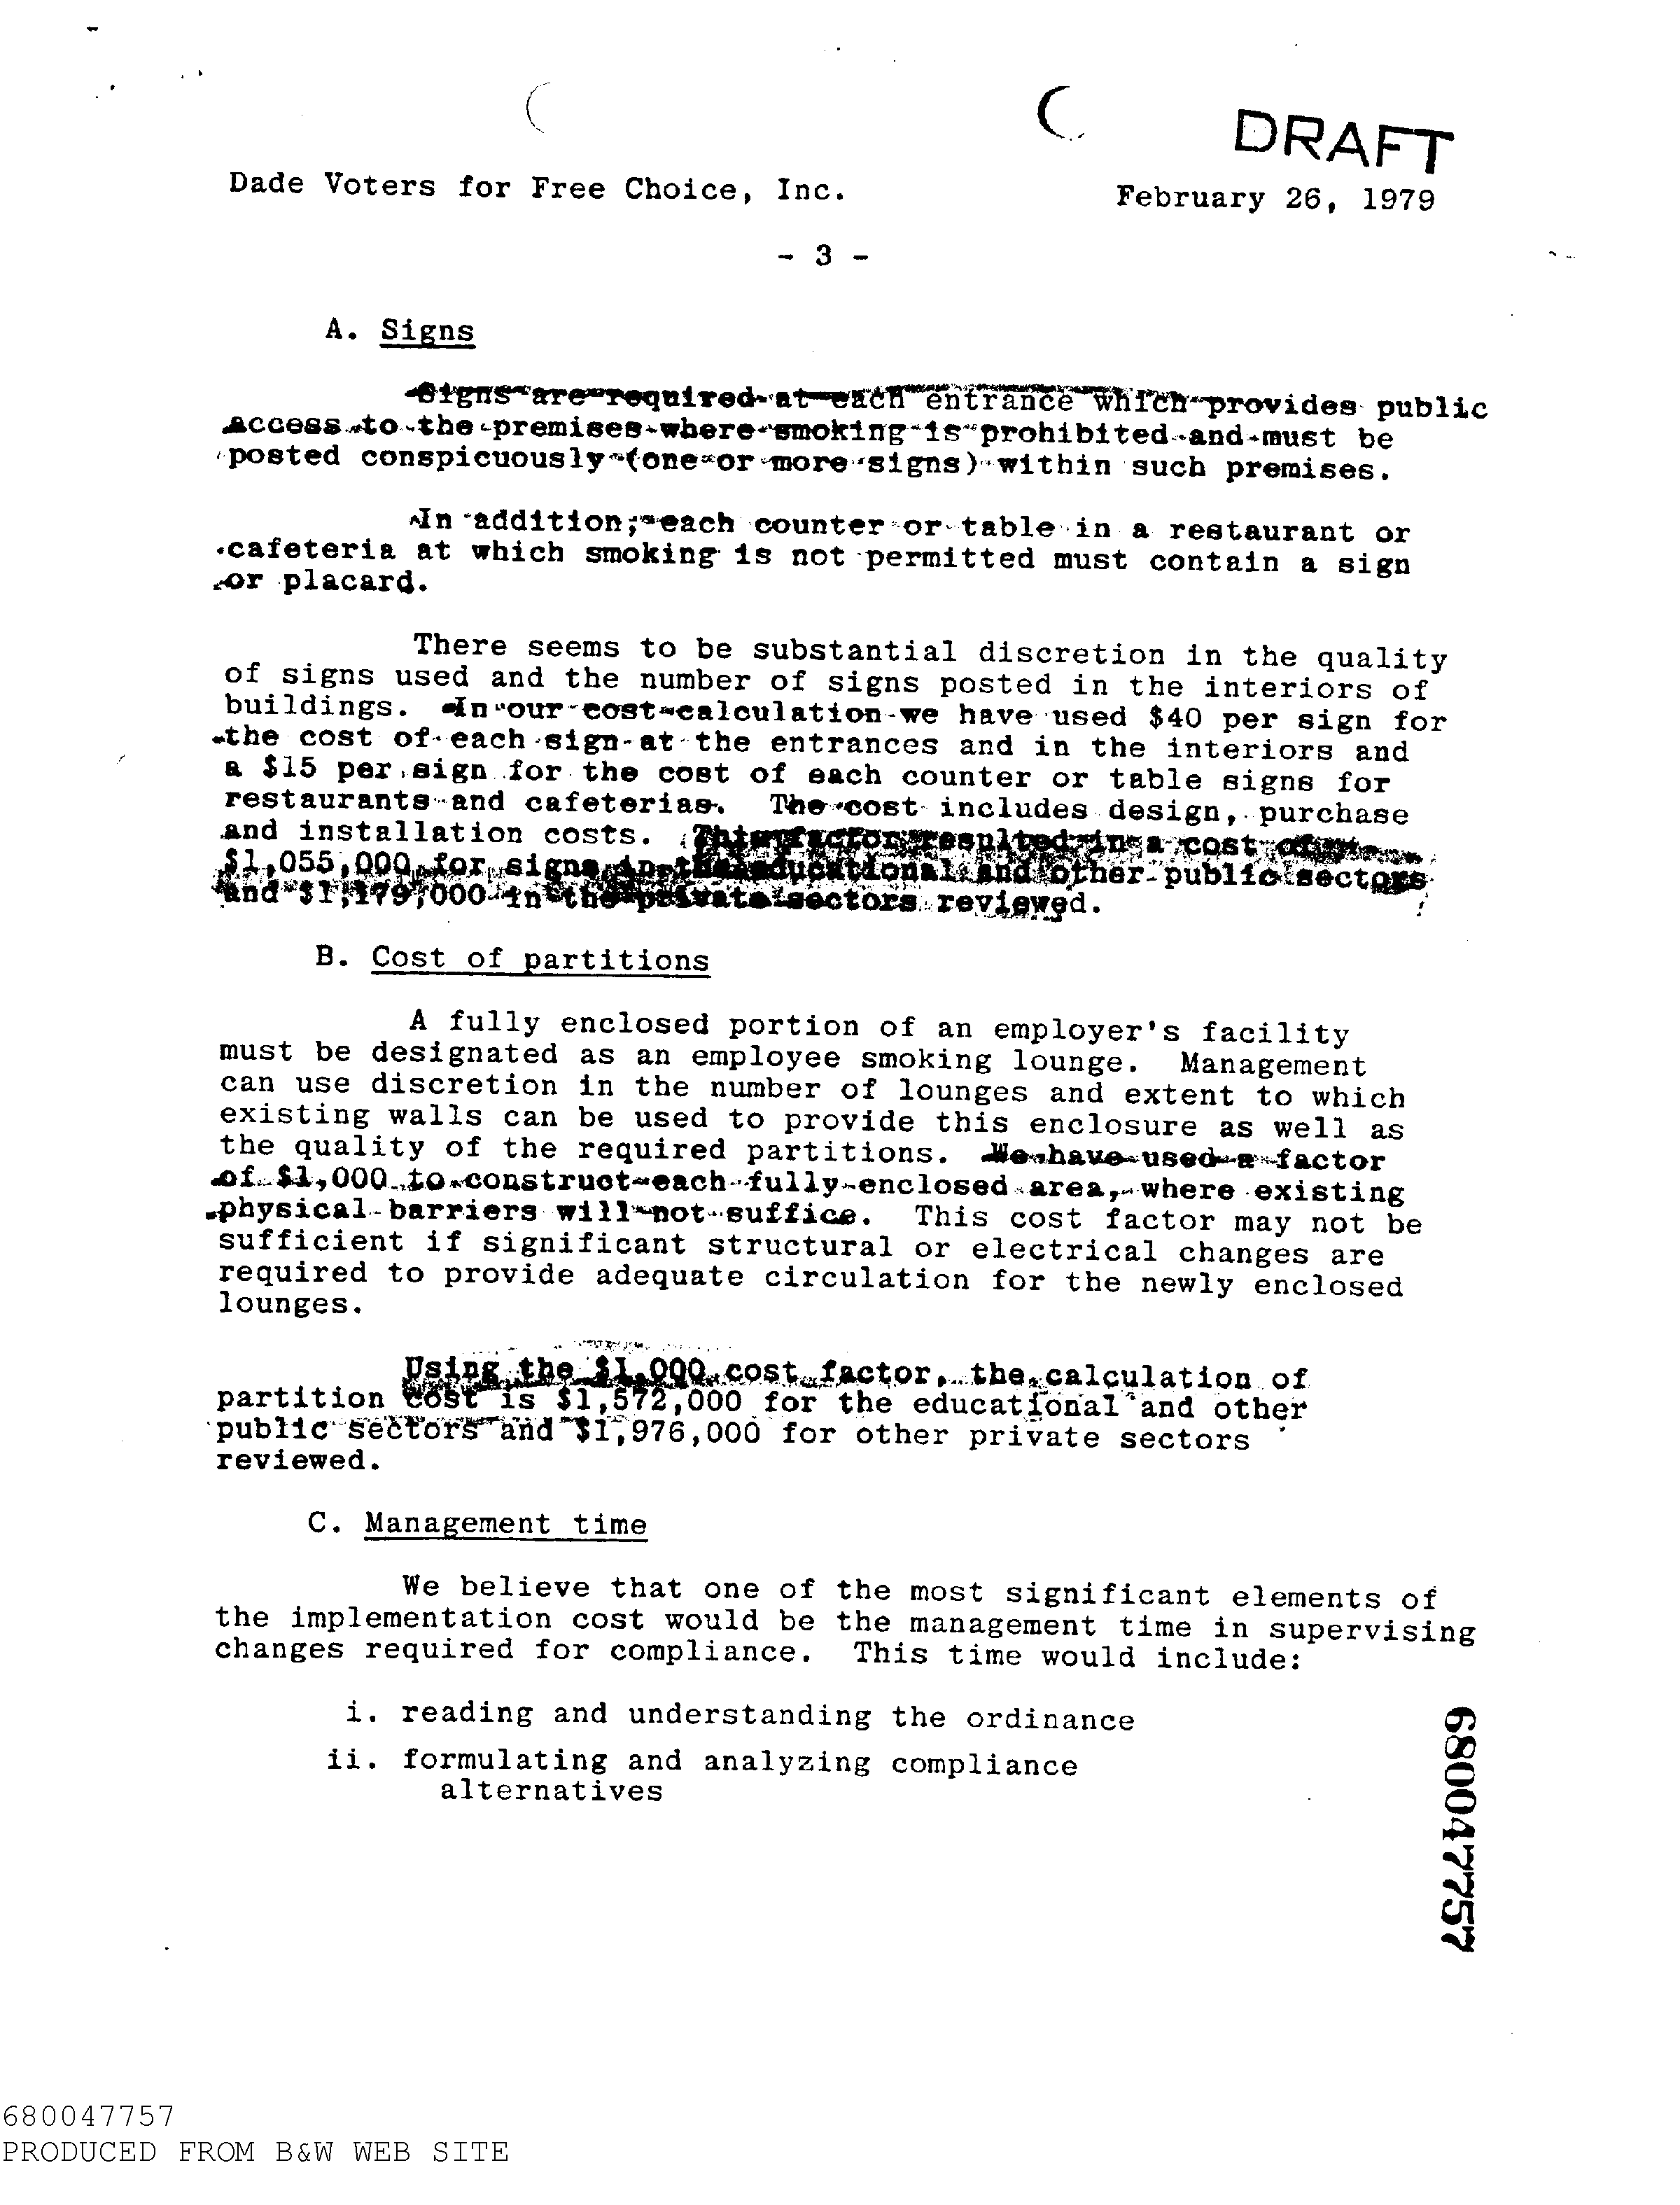 DRAFT
Dade Voters for Free Choice, Inc.
February 26, 1979
- 3 -
A. Signs
Signs are required at each entrance which provides public
access to the premises where smoking is prohibited and must be
posted conspicuously (one or more signs) within such premises.
In addition, each counter or table in a restaurant or
cafeteria at which smoking is not permitted must contain a sign
or placard.
There seems to be substantial discretion in the quality
of signs used and the number of signs posted in the interiors of
buildings. In our cost calculation we have used $40 per sign for
the cost of each sign at the entrances and in the interiors and
a $15 per sign for the cost of each counter or table signs for
restaurants and cafeterias. The cost includes design, purchase
and installation costs. This factor resulted in a cost of
$1,055,000 for signs in the educational and other public sectors
and $1,179,000 in the private sectors reviewed.
B. Cost of partitions
A fully enclosed portion of an employer's facility
must be designated as an employee smoking lounge. Management
can use discretion in the number of lounges and extent to which
existing walls can be used to provide this enclosure as well as
the quality of the required partitions. We have used a factor
of $1,000 to construct each fully enclosed area, where existing
physical barriers will not suffice. This cost factor may not be
sufficient if significant structural or electrical changes are
required to provide adequate circulation for the newly enclosed
lounges.
Using the $1,000 cost factor, the calculation of
partition cost is $1,572,000 for the educational and other
public sectors and $1,976,000 for other private sectors
reviewed.
C. Management time
We believe that one of the most significant elements of
the implementation cost would be the management time in supervising
changes required for compliance. This time would include:
i. reading and understanding the ordinance
ii. formulating and analyzing compliance
alternatives
680047757
680047757
PRODUCED FROM B&W WEB SITE